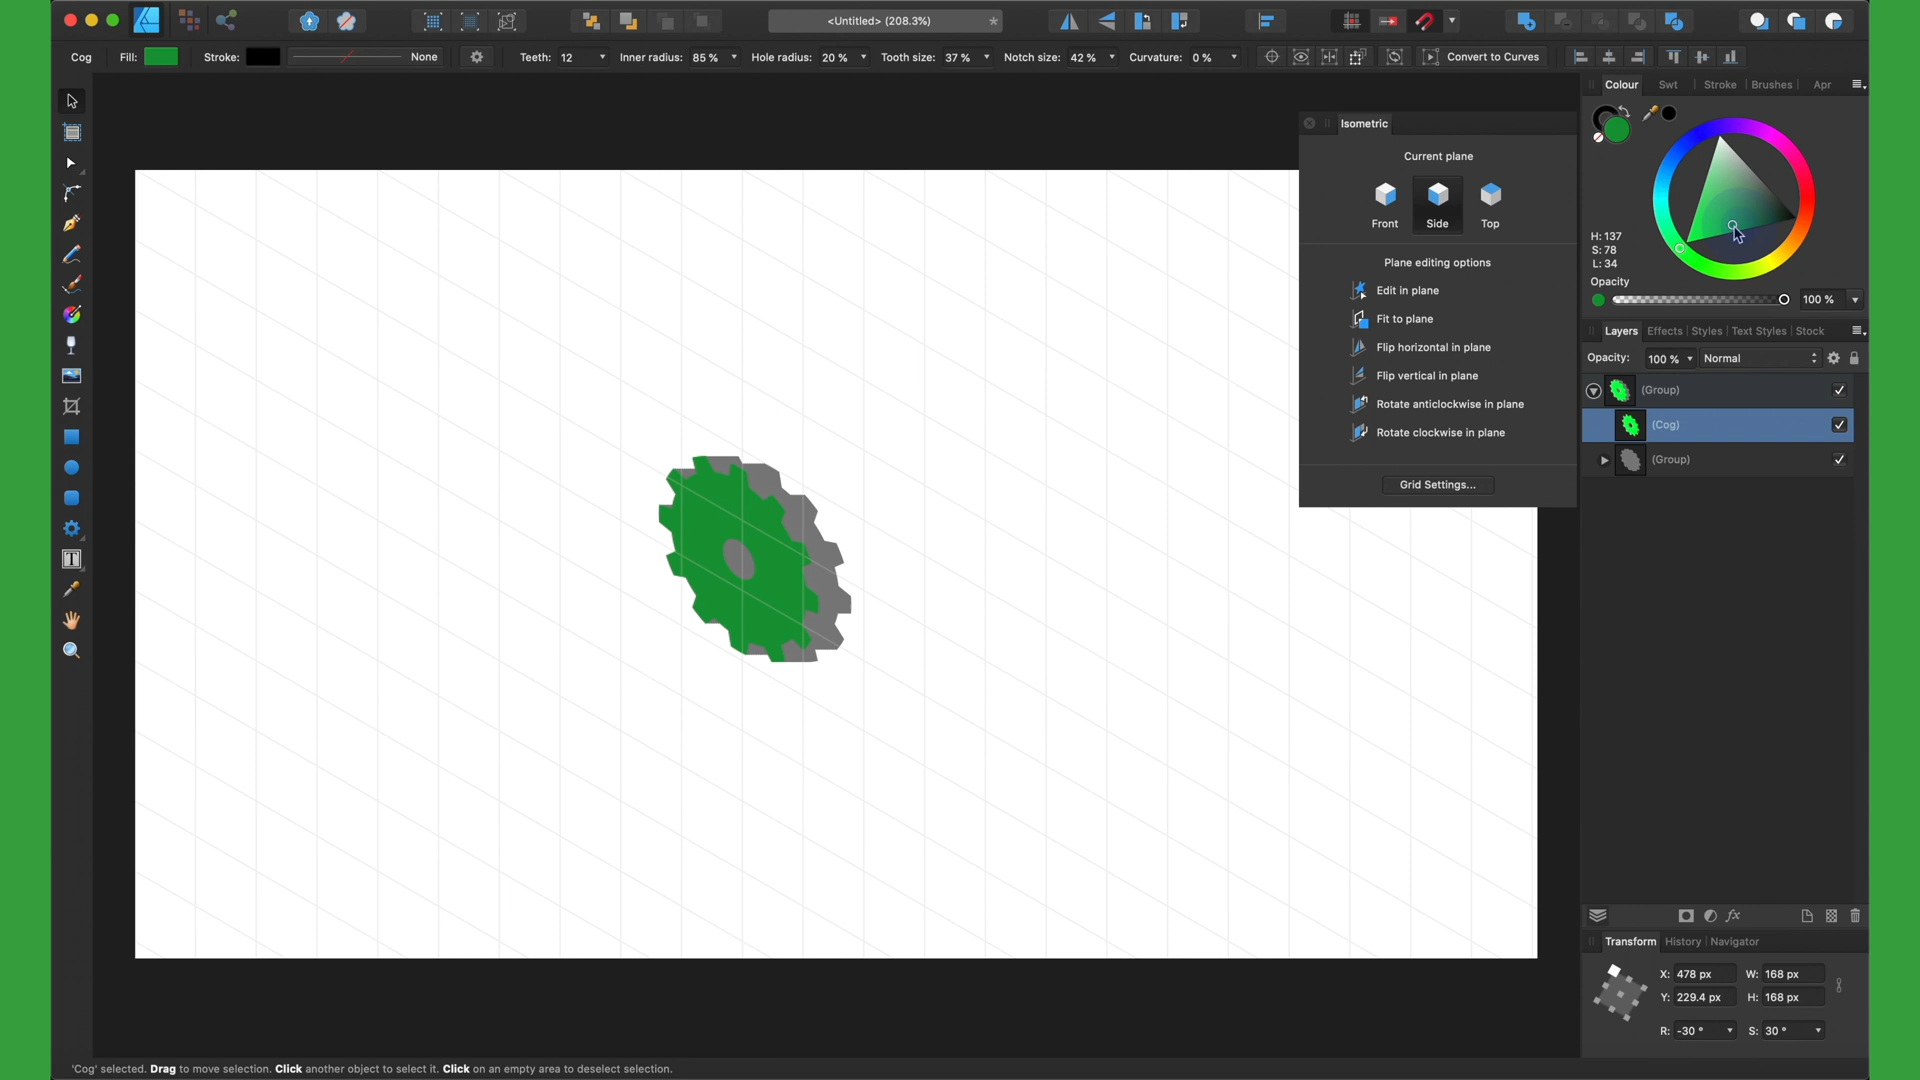 <Untitled> (208.3%)
Cog Fill: Stroke: None Teeth: 12 Inner radius: 85 % Hole radius: 20 % Tooth size: 37 % Notch size: 42 % Curvature: 0 % Convert to Curves
Colour Swt Stroke Brushes Apr
H: 137
S: 78
L: 34
Opacity
100 %
Isometric
Current plane
Front Side Top
Plane editing options
Edit in plane
Fit to plane
Flip horizontal in plane
Flip vertical in plane
Rotate anticlockwise in plane
Rotate clockwise in plane
Grid Settings...
Layers Effects Styles Text Styles Stock
Opacity: 100 % Normal
(Group)
(Cog)
(Group)
Transform History Navigator
X: 478 px W: 168 px
Y: 229.4 px H: 168 px
R: -30 ° S: 30 °
'Cog' selected. Drag to move selection. Click another object to select it. Click on an empty area to deselect selection.